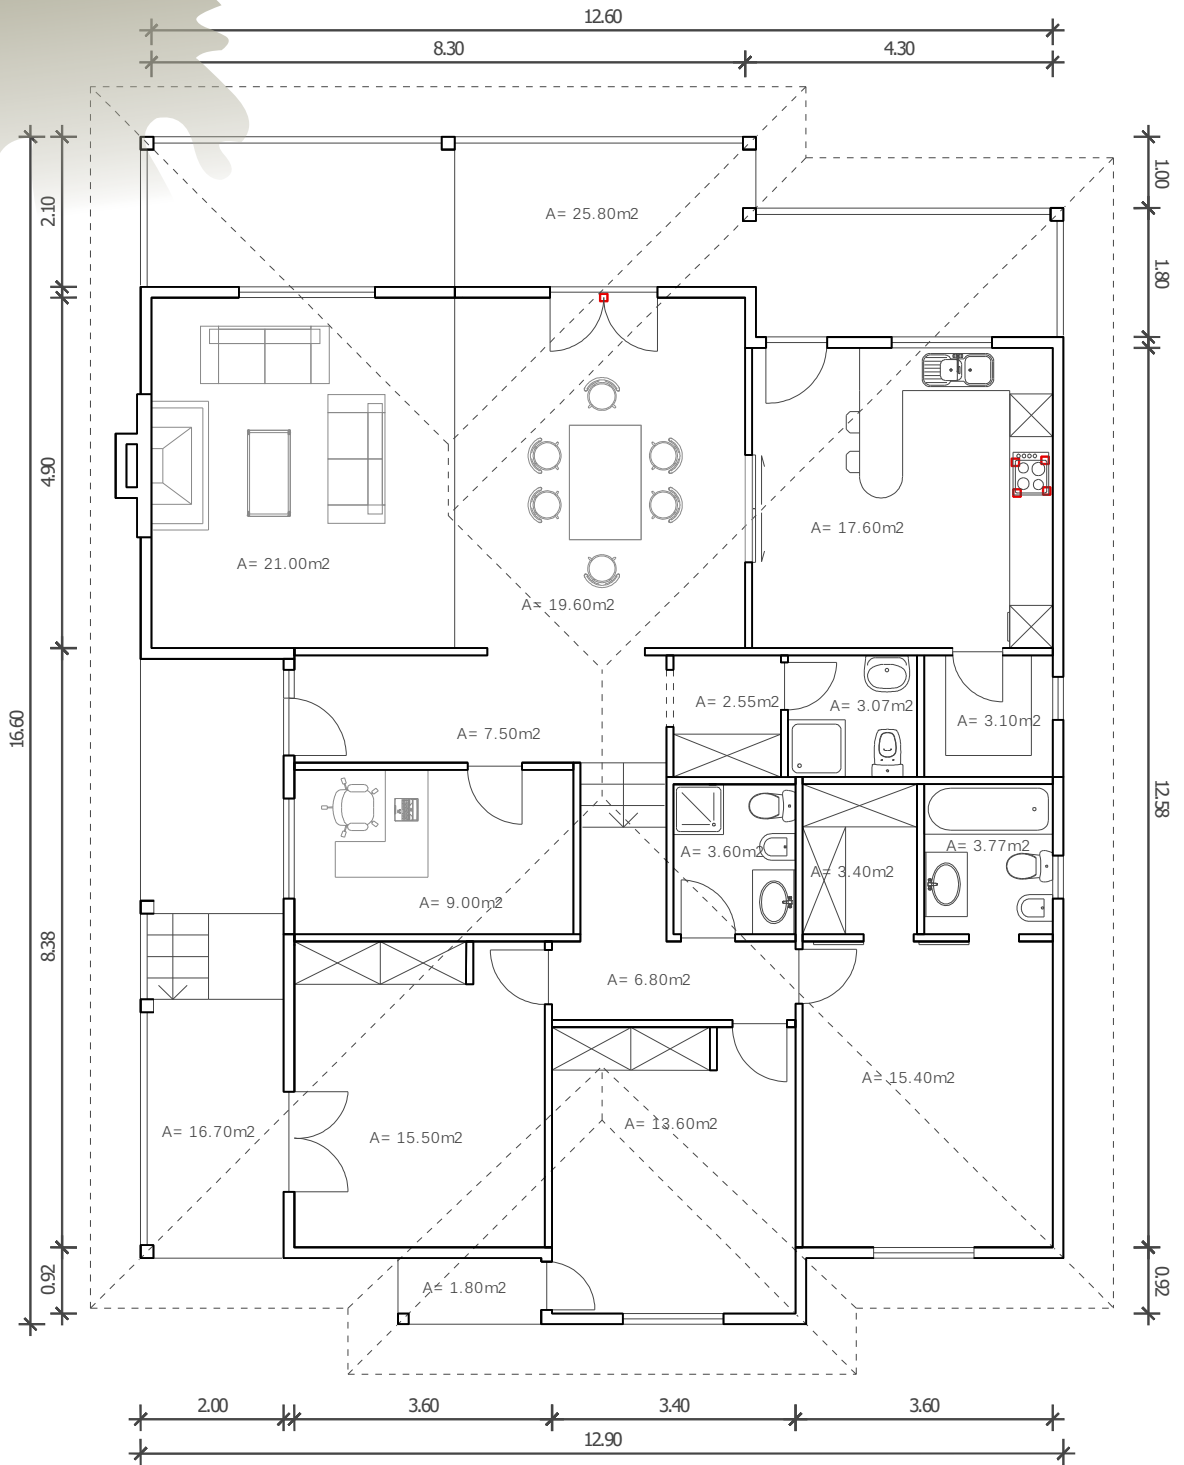 12.60
8.30
4.30
2.10
1.00
A= 25.80m2
1.80
4.90
A= 17.60m2
A= 21.00m2
A= 19.60m2
A= 2.55m2
A= 3.07m2
A= 3.10m2
16.60
A= 7.50m2
12.58
A= 3.60m2
A= 3.77m2
A= 3.40m2
A= 9.00m2
8.38
A= 6.80m2
A= 15.40m2
A= 16.70m2
A= 15.50m2
A= 13.60m2
0.92
A= 1.80m2
0.92
2.00
3.60
3.40
3.60
12.90